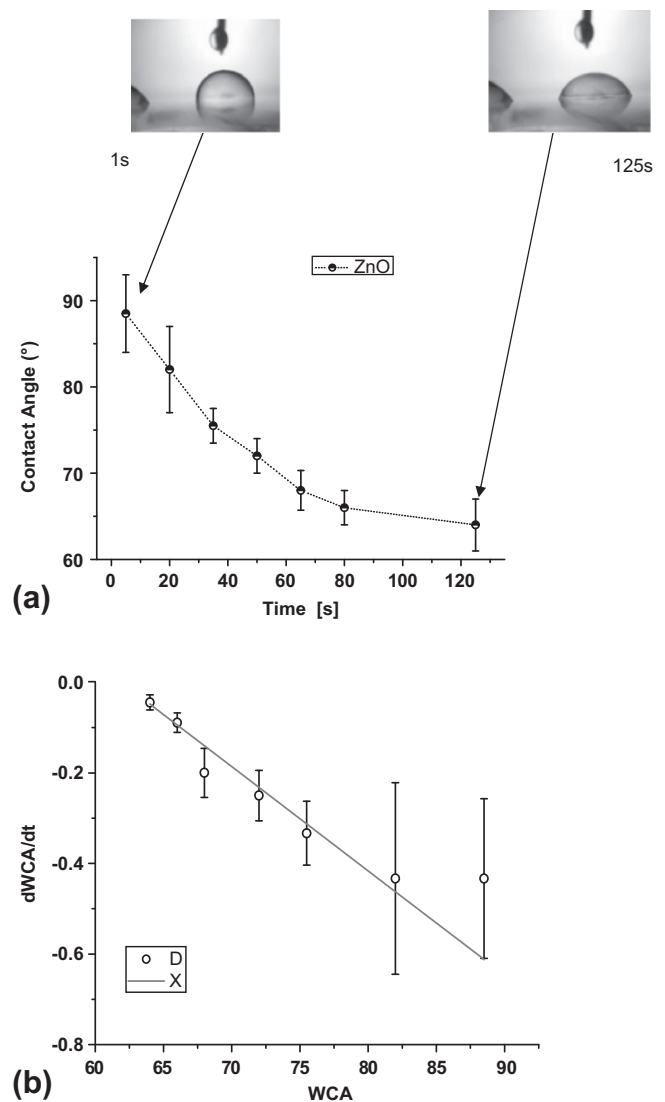 1s
125s
ZnO
90
80
70
60
Contact Angle (°)
0 20 40 60 80 100 120
Time [s]
(a)
0.0
-0.2
-0.4
-0.6
-0.8
dWCA/dt
D
X
60 65 70 75 80 85 90
WCA
(b)